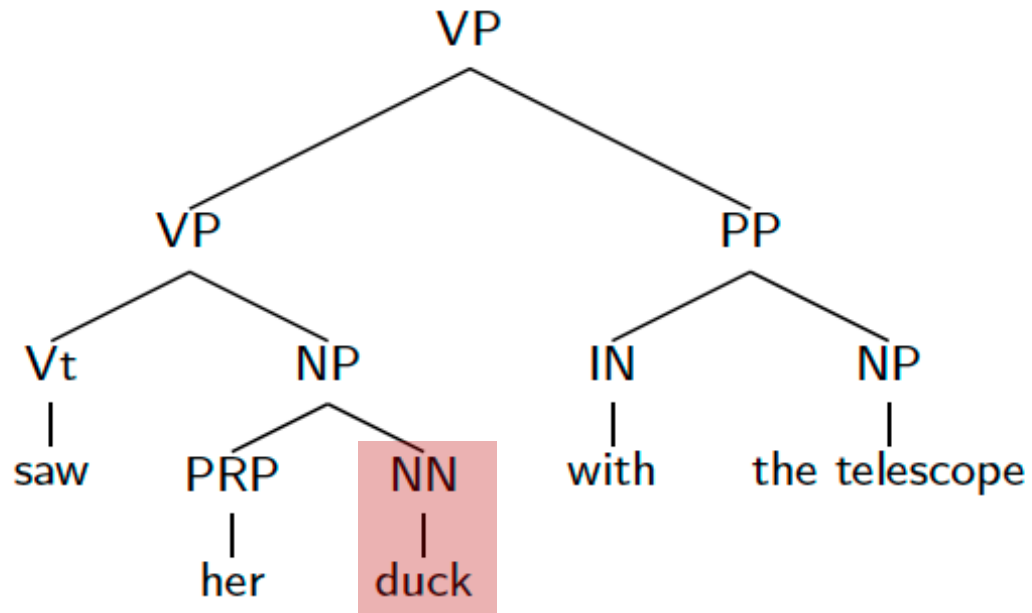 VP
VP PP
Vt NP IN NP
saw PRP NN with the telescope
her duck